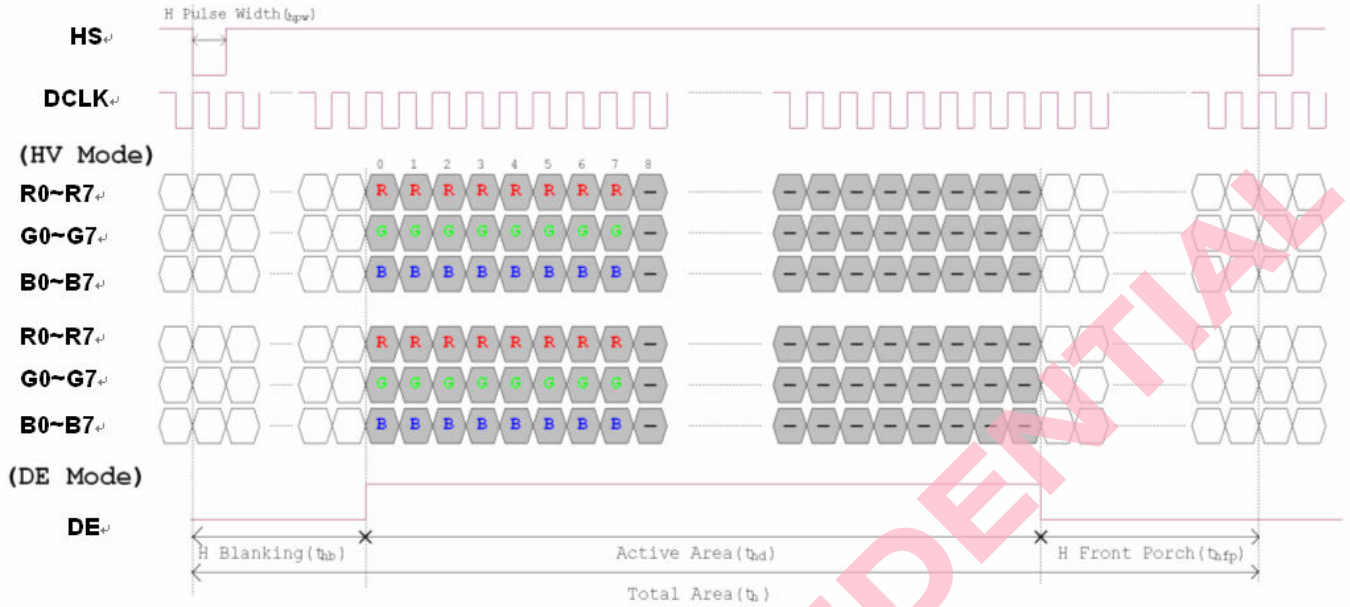 H Pulse Width(thpw)
HS
DCLK
(HV Mode)
0 1 2 3 4 5 6 7 8
R0~R7 R R R R R R R R – – – – – – – – –
G0~G7 G G G G G G G G – – – – – – – – –
B0~B7 B B B B B B B B – – – – – – – – –
R0~R7 R R R R R R R R – – – – – – – – –
G0~G7 G G G G G G G G – – – – – – – – –
B0~B7 B B B B B B B B – – – – – – – – –
(DE Mode)
DE
H Blanking(thb) Active Area(thd) H Front Porch(thfp)
Total Area(th)
IDENTIAL